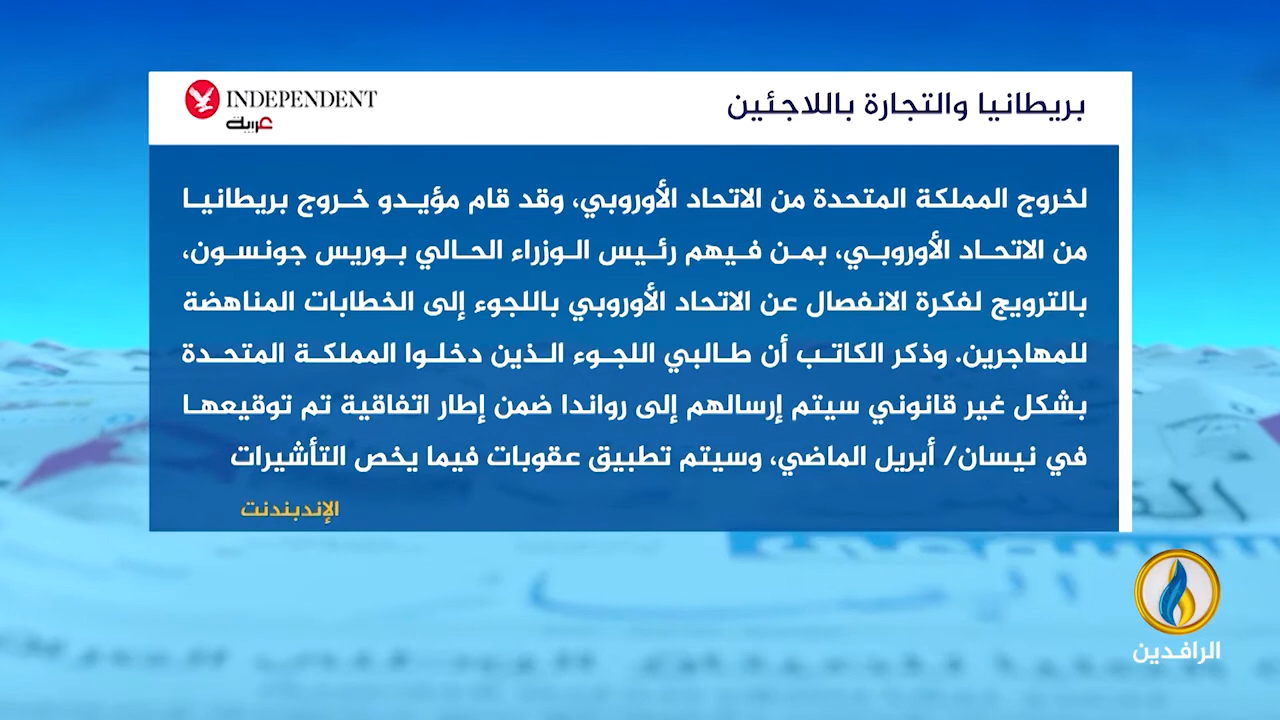 بريطانيا والتجارة باللاجئين
INDEPENDENT
عربية
لخروج المملكة المتحدة من الاتحاد الأوروبي، وقد قام مؤيدو خروج بريطانيا
من الاتحاد الأوروبي، بمن فيهم رئيس الوزراء الحالي بوريس جونسون،
بالترويج لفكرة الانفصال عن الاتحاد الأوروبي باللجوء إلى الخطابات المناهضة
للمهاجرين. وذكر الكاتب أن طالبي اللجوء الذين دخلوا المملكة المتحدة
بشكل غير قانوني سيتم إرسالهم إلى رواندا ضمن إطار اتفاقية تم توقيعها
في نيسان/ أبريل الماضي، وسيتم تطبيق عقوبات فيما يخص التأشيرات
الإندبندنت
الرافدين